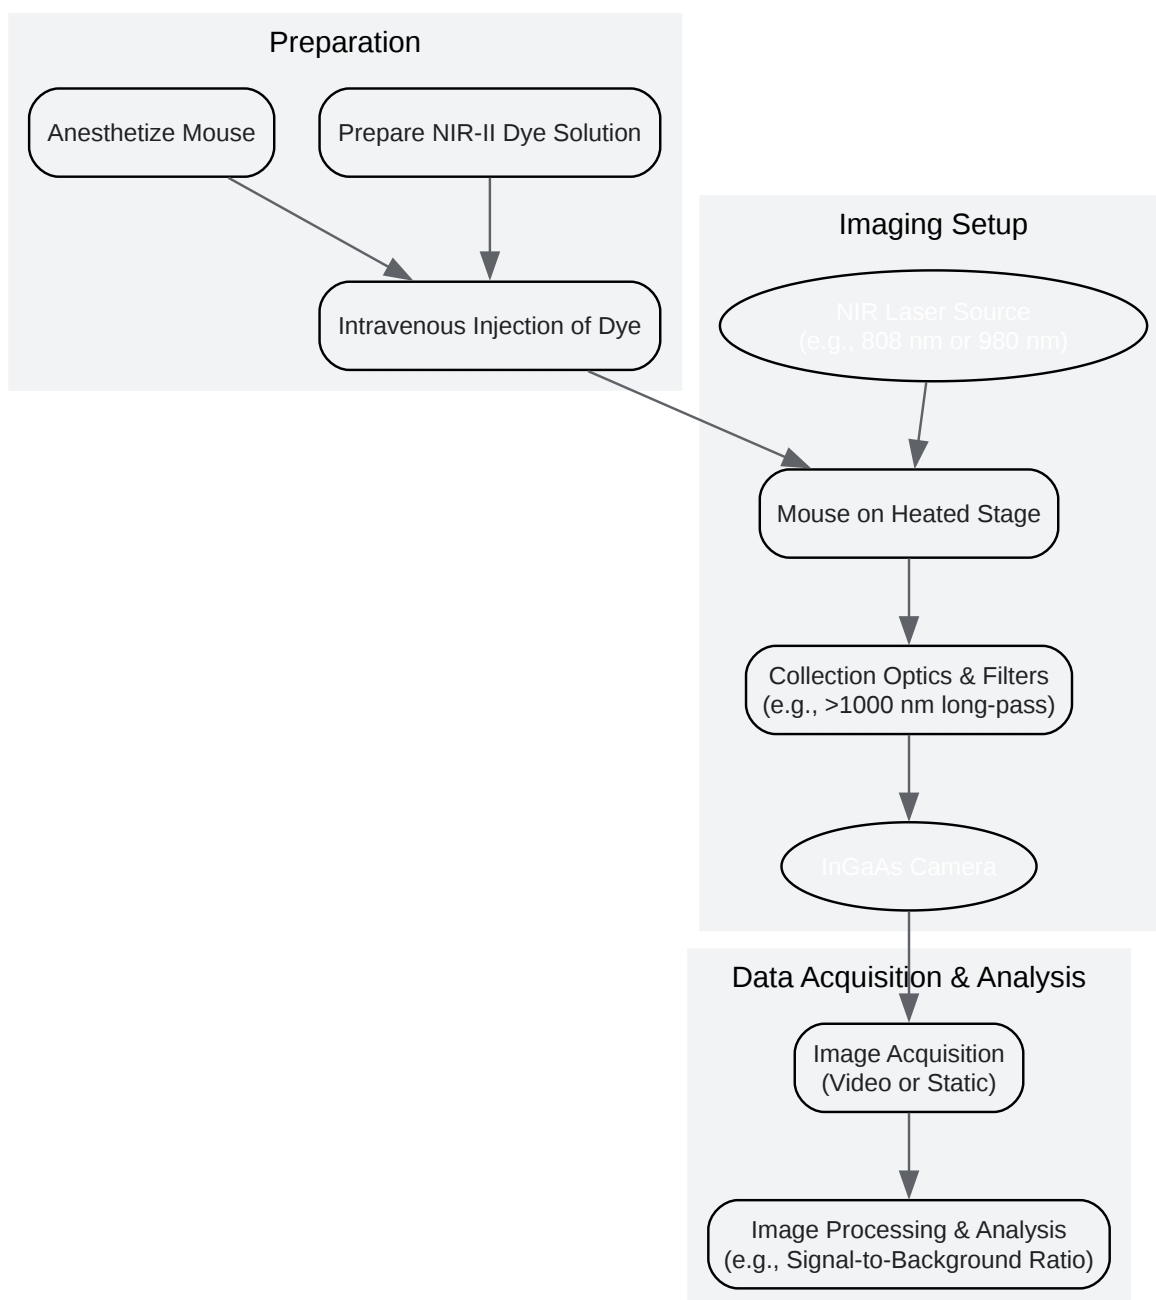 Preparation
Anesthetize Mouse
Prepare NIR-II Dye Solution
Intravenous Injection of Dye
Imaging Setup
NIR Laser Source
(e.g., 808 nm or 980 nm)
Mouse on Heated Stage
Collection Optics & Filters
(e.g., >1000 nm long-pass)
InGaAs Camera
Data Acquisition & Analysis
Image Acquisition
(Video or Static)
Image Processing & Analysis
(e.g., Signal-to-Background Ratio)